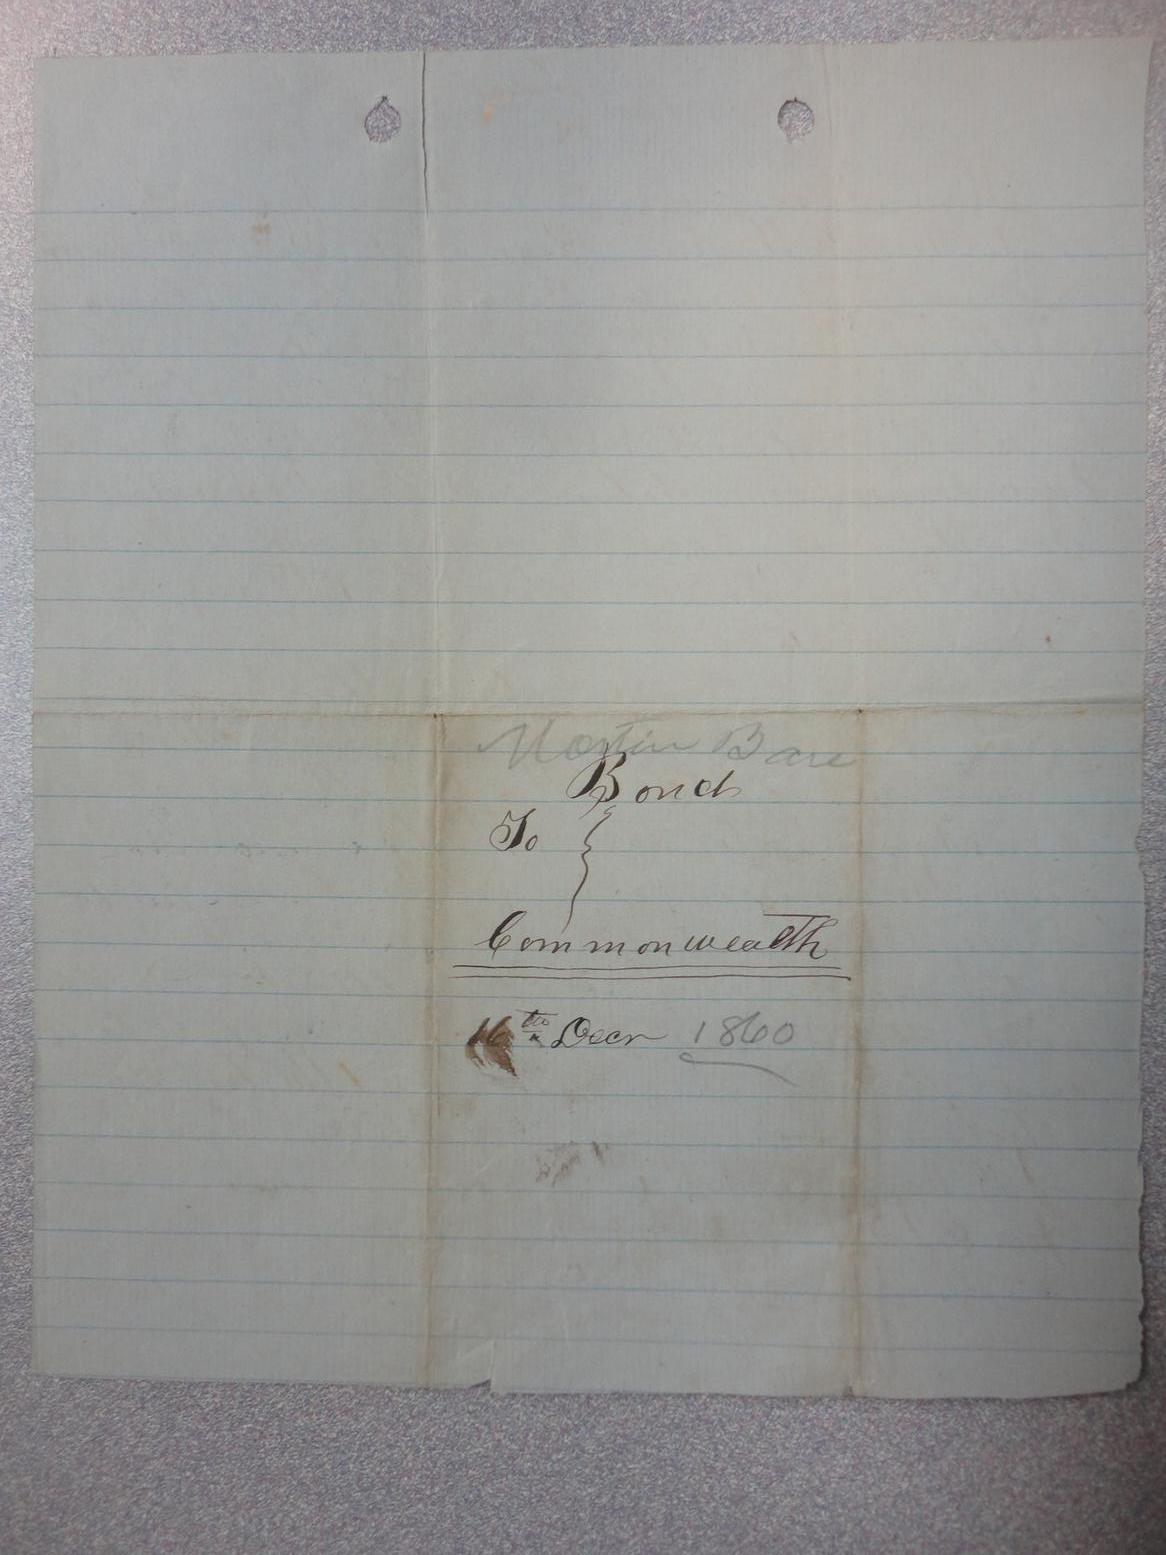 Martin Bare
Bond
To }
Commonwealth
16th Decr 1860